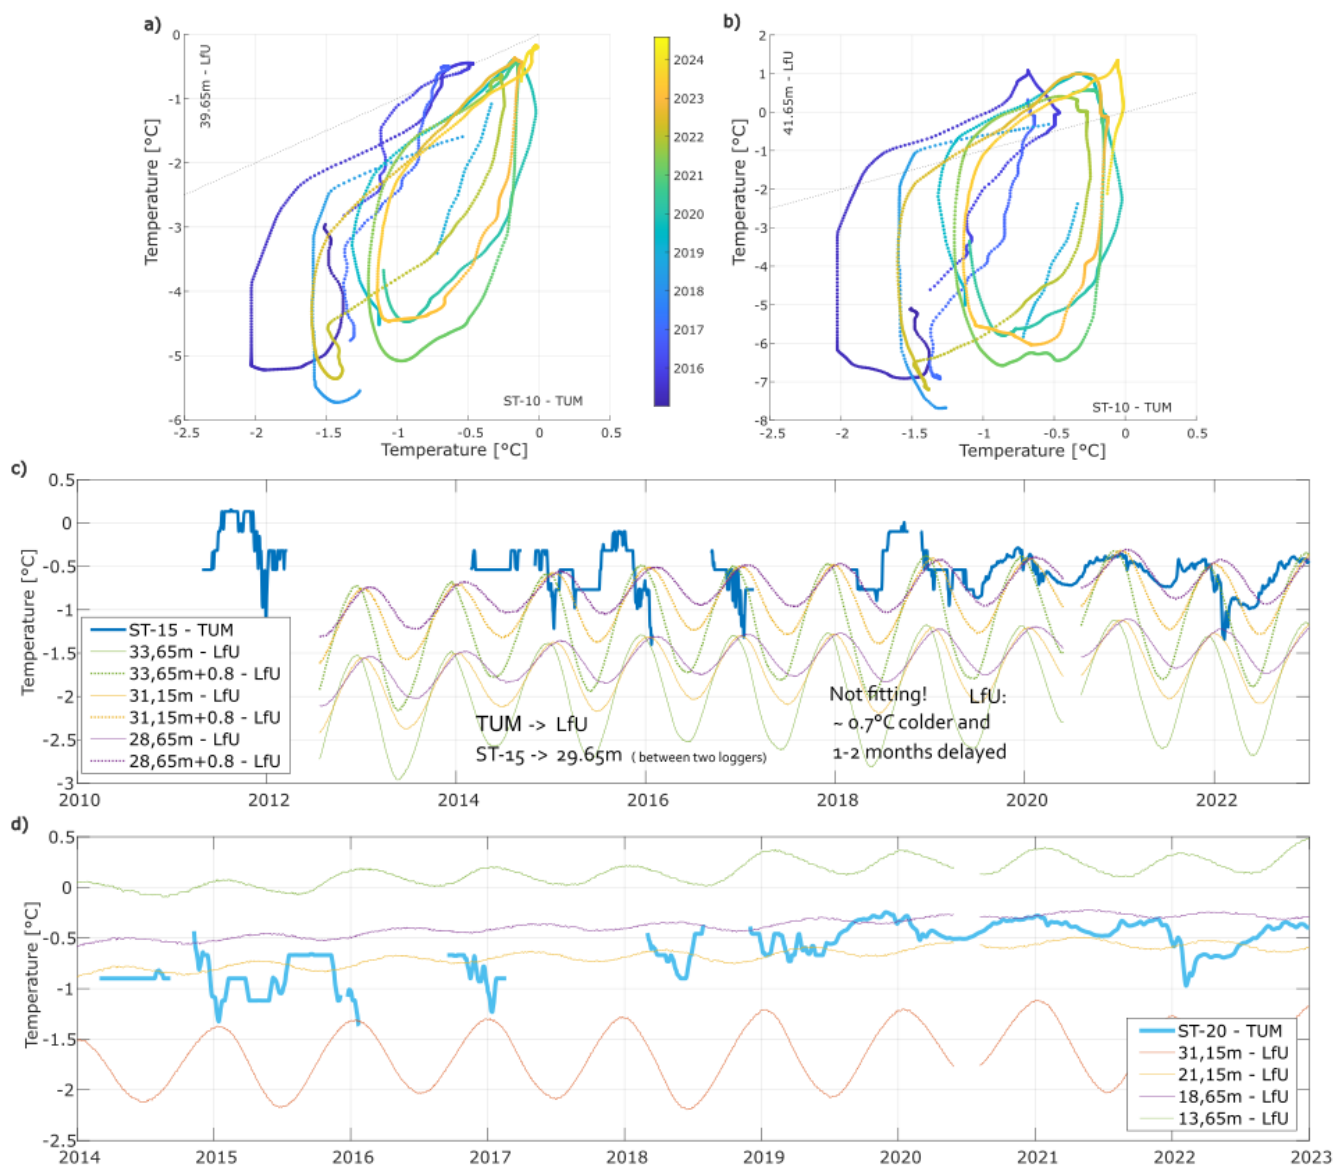 a)
39.65m - LfU
Temperature [°C]
0
-1
-2
-3
-4
-5
-6
-2.5
-2
-1.5
-1
-0.5
0
0.5
Temperature [°C]
ST-10 - TUM
2024
2023
2022
2021
2020
2019
2018
2017
2016
b)
41.65m - LfU
Temperature [°C]
2
1
0
-1
-2
-3
-4
-5
-6
-7
-8
-2.5
-2
-1.5
-1
-0.5
0
0.5
Temperature [°C]
ST-10 - TUM
c)
Temperature [°C]
0.5
0
-0.5
-1
-1.5
-2
-2.5
-3
ST-15 - TUM
33,65m - LfU
33,65m+0.8 - LfU
31,15m - LfU
31,15m+0.8 - LfU
28,65m - LfU
28,65m+0.8 - LfU
TUM -> LfU
ST-15 -> 29.65m ( between two loggers)
Not fitting! LfU:
~ 0.7°C colder and
1-2 months delayed
2010
2012
2014
2016
2018
2020
2022
d)
Temperature [°C]
0.5
0
-0.5
-1
-1.5
-2
-2.5
ST-20 - TUM
31,15m - LfU
21,15m - LfU
18,65m - LfU
13,65m - LfU
2014
2015
2016
2017
2018
2019
2020
2021
2022
2023